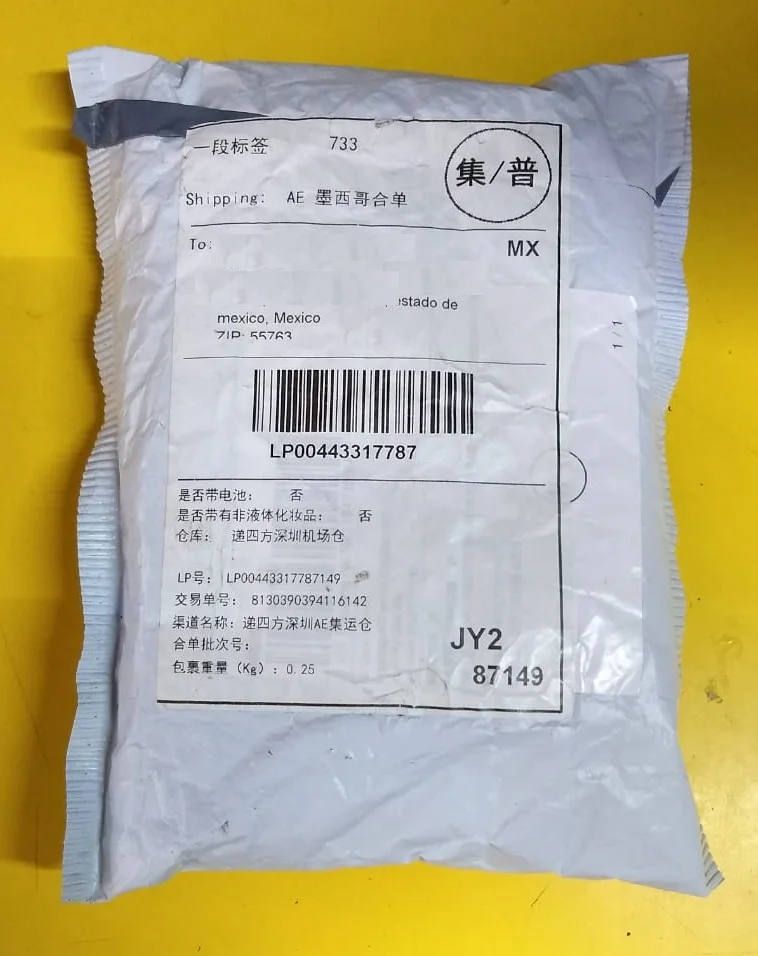 一段标签 733
集/普
Shipping: AE 墨西哥合单
To:
MX
estado de
mexico, Mexico
ZIP: 55763
1/1
LP00443317787
是否带电池： 否
是否带有非液体化妆品： 否
仓库： 递四方深圳机场仓
LP号： LP00443317787149
交易单号： 8130390394116142
渠道名称：递四方深圳AE集运仓
合单批次号：
包裹重量（Kg）：0.25
JY2
87149